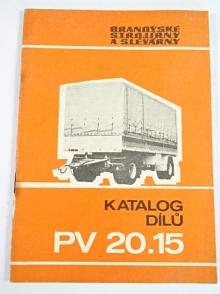 BRANDÝSKÉ
STROJÍRNY
A SLÉVÁRNY
KATALOG
DÍLŮ
PV 20.15